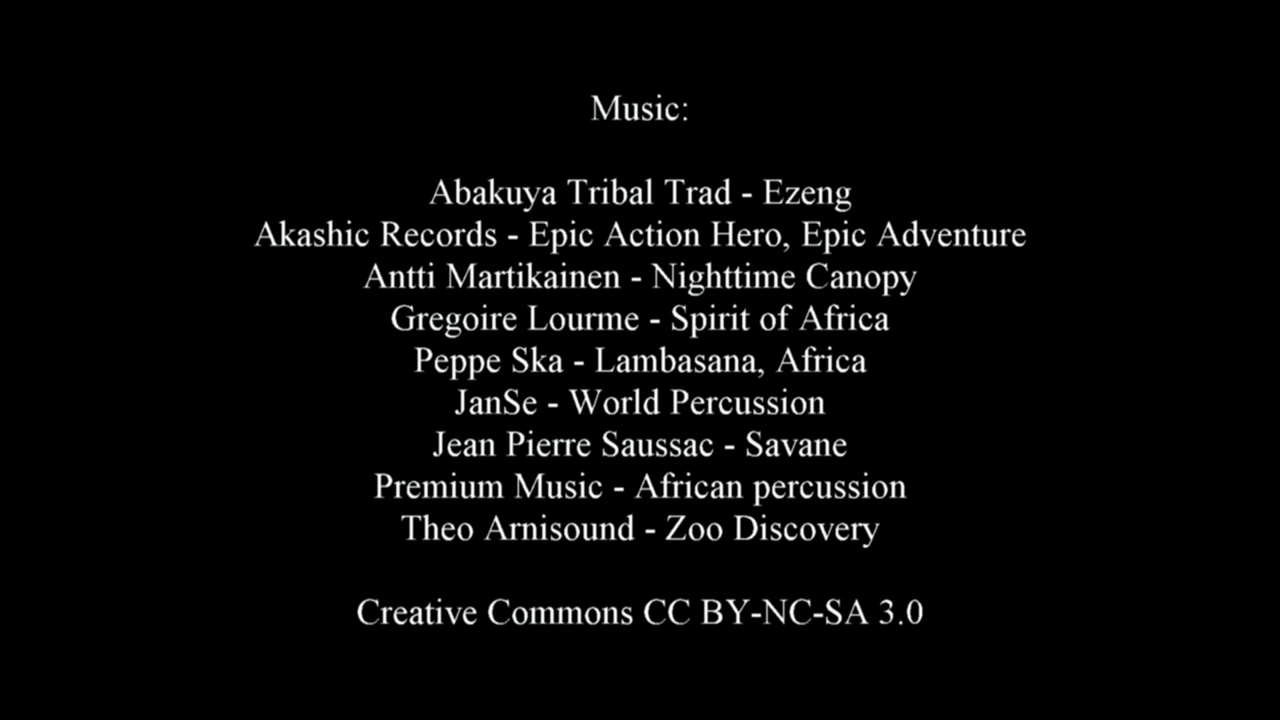 Music:
Abakuya Tribal Trad - Ezeng
Akashic Records - Epic Action Hero, Epic Adventure
Antti Martikainen - Nighttime Canopy
Gregoire Lourme - Spirit of Africa
Peppe Ska - Lambasana, Africa
JanSe - World Percussion
Jean Pierre Saussac - Savane
Premium Music - African percussion
Theo Arnisound - Zoo Discovery
Creative Commons CC BY-NC-SA 3.0